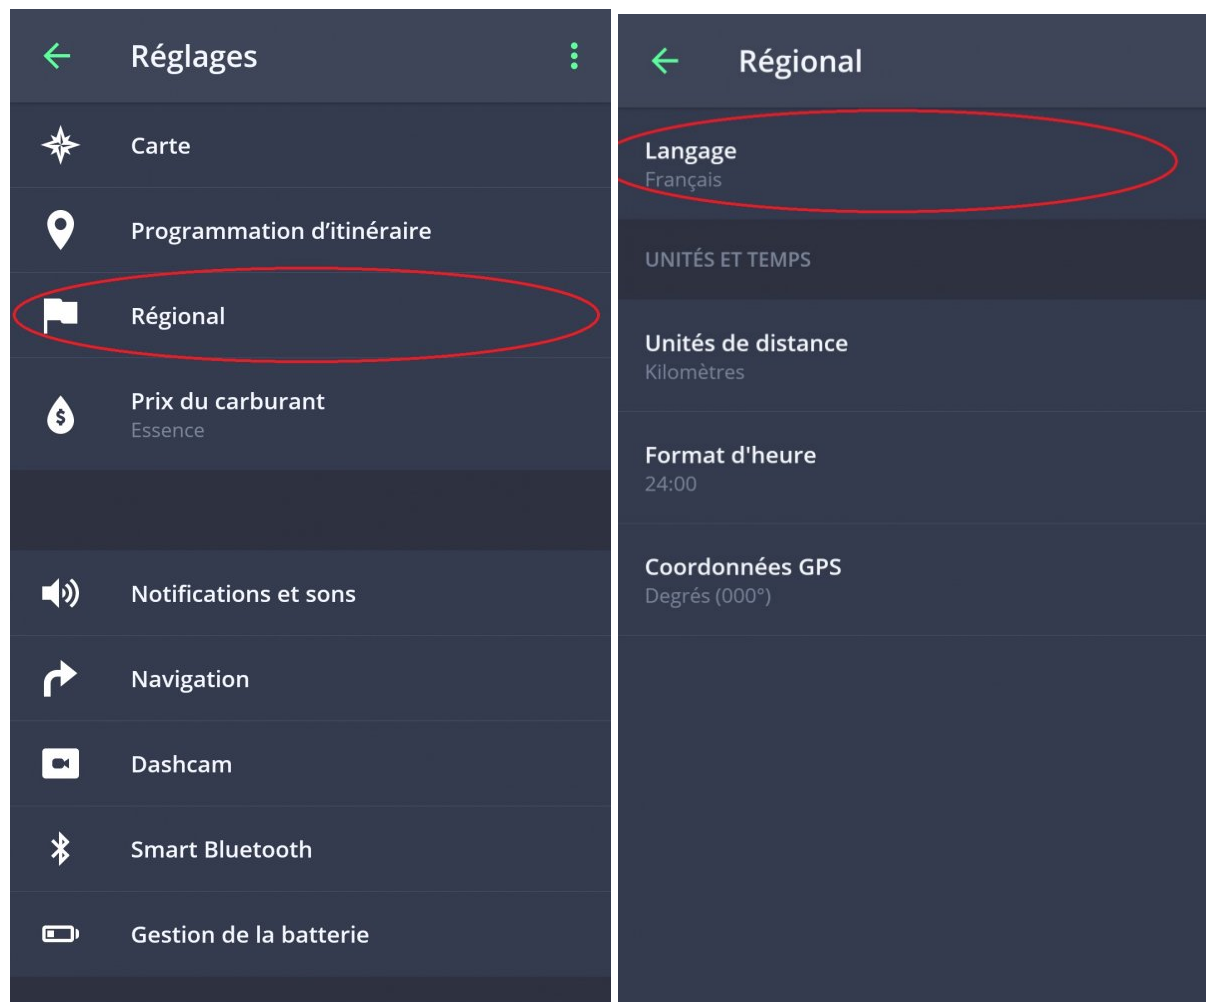 Réglages
Carte
Programmation d’itinéraire
Régional
Prix du carburant
Essence
Notifications et sons
Navigation
Dashcam
Smart Bluetooth
Gestion de la batterie
Régional
Langage
Français
UNITÉS ET TEMPS
Unités de distance
Kilomètres
Format d'heure
24:00
Coordonnées GPS
Degrés (000°)